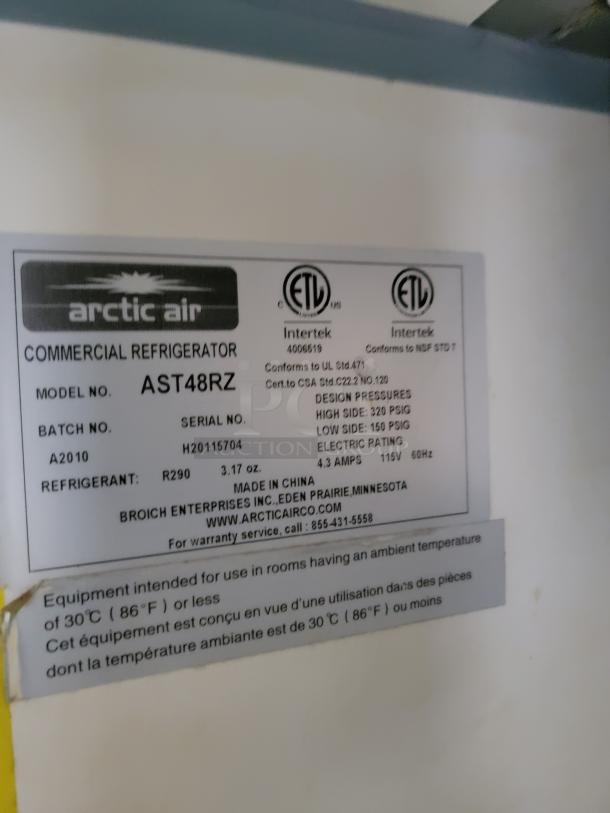 arctic air
ETL
C US
Intertek
4006519
ETL
Intertek
Conforms to NSF STD 7
COMMERCIAL REFRIGERATOR
Conforms to UL Std.471
Cert.to CSA Std.C22.2 NO.120
MODEL NO. AST48RZ
DESIGN PRESSURES
HIGH SIDE: 320 PSIG
LOW SIDE: 150 PSIG
BATCH NO. SERIAL NO.
A2010 H20115704
ELECTRIC RATING
4.3 AMPS 115V 60Hz
REFRIGERANT: R290 3.17 oz.
MADE IN CHINA
BROICH ENTERPRISES INC.,EDEN PRAIRIE,MINNESOTA
WWW.ARCTICAIRCO.COM
For warranty service, call : 855-431-5558
Equipment intended for use in rooms having an ambient temperature
of 30°C ( 86°F ) or less
Cet équipement est conçu en vue d'une utilisation dans des pièces
dont la température ambiante est de 30°C ( 86°F ) ou moins